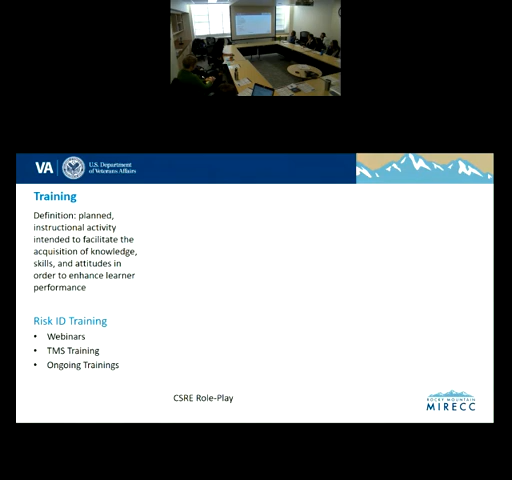 VA
U.S. Department
of Veterans Affairs
Training
Definition: planned,
instructional activity
intended to facilitate the
acquisition of knowledge,
skills, and attitudes in
order to enhance learner
performance
Risk ID Training
• Webinars
• TMS Training
• Ongoing Trainings
CSRE Role-Play
ROCKY MOUNTAIN
MIRECC